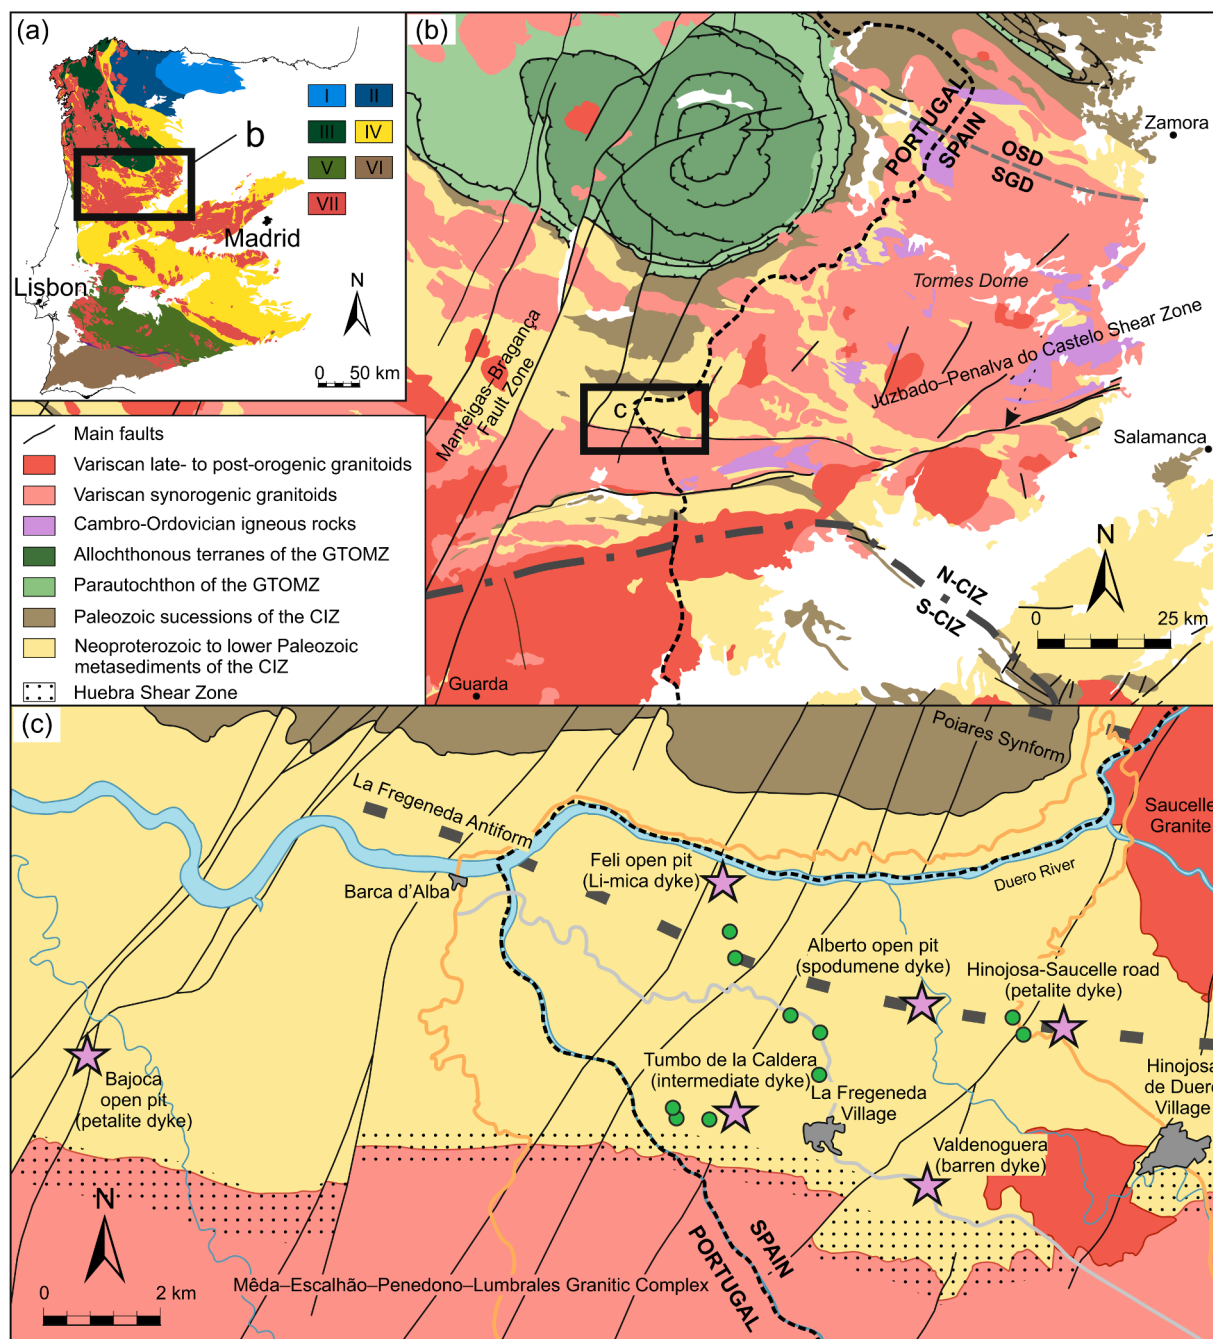 (a)
I
II
III
IV
V
VI
VII
b
Madrid
Lisbon
N
0
50 km
(b)
PORTUGAL
SPAIN
OSD
SGD
Zamora
Tormes Dome
Juzbado–Penalva do Castelo Shear Zone
Manteigas–Bragança
Fault Zone
c
Salamanca
N-CIZ
S-CIZ
N
0
25 km
Guarda
Main faults
Variscan late- to post-orogenic granitoids
Variscan synorogenic granitoids
Cambro-Ordovician igneous rocks
Allochthonous terranes of the GTOMZ
Parautochthon of the GTOMZ
Paleozoic sucessions of the CIZ
Neoproterozoic to lower Paleozoic
metasediments of the CIZ
Huebra Shear Zone
(c)
Poiares Synform
La Fregeneda Antiform
Saucelle
Granite
Feli open pit
(Li-mica dyke)
Barca d'Alba
Duero River
Alberto open pit
(spodumene dyke)
Hinojosa-Saucelle road
(petalite dyke)
Tumbo de la Caldera
(intermediate dyke)
Bajoca
open pit
(petalite dyke)
La Fregeneda
Village
Hinojosa
de Duero
Village
Valdenoguera
(barren dyke)
N
SPAIN
PORTUGAL
Mêda–Escalhão–Penedono–Lumbrales Granitic Complex
0
2 km